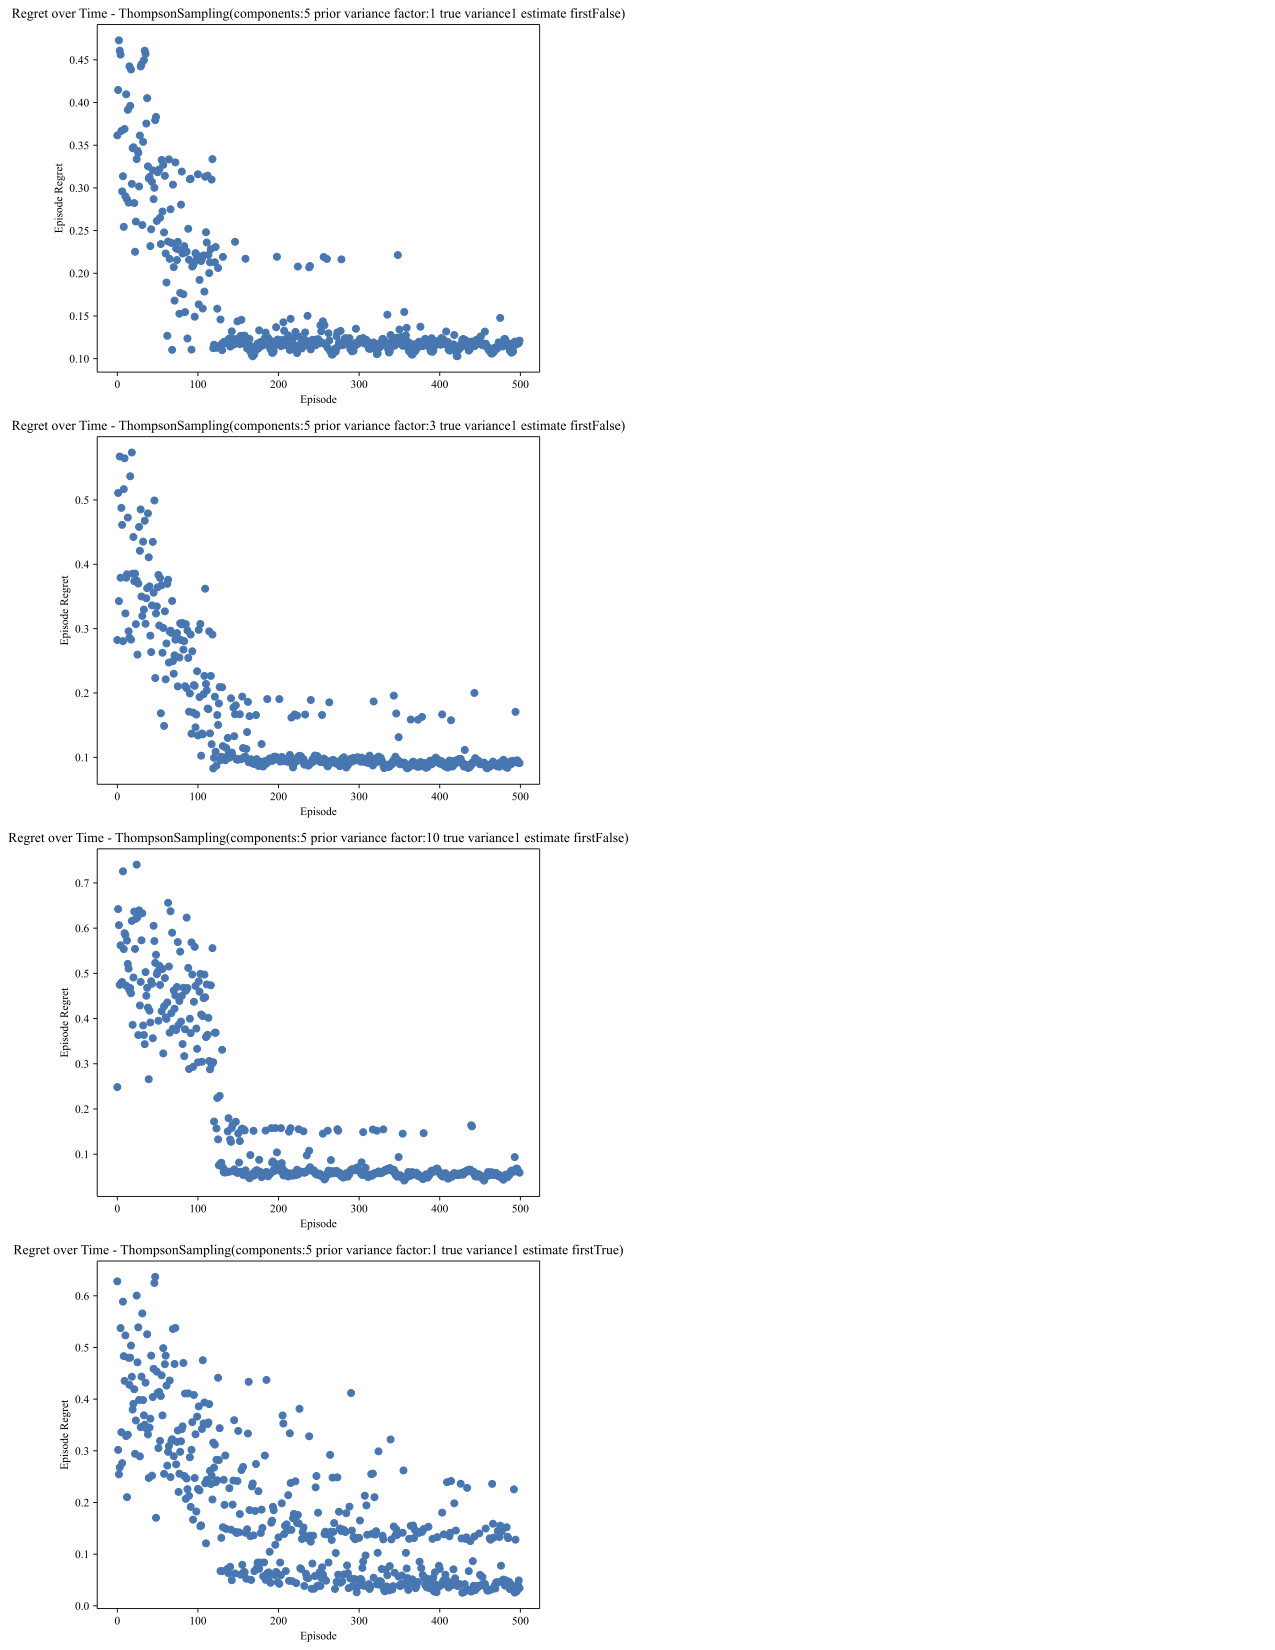 Regret over Time - ThompsonSampling(components:5 prior variance factor:1 true variance1 estimate firstFalse)
0.45
0.40
0.35
0.30
0.25
0.20
0.15
0.10
Episode Regret
0 100 200 300 400 500
Episode
Regret over Time - ThompsonSampling(components:5 prior variance factor:3 true variance1 estimate firstFalse)
0.5
0.4
0.3
0.2
0.1
Episode Regret
0 100 200 300 400 500
Episode
Regret over Time - ThompsonSampling(components:5 prior variance factor:10 true variance1 estimate firstFalse)
0.7
0.6
0.5
0.4
0.3
0.2
0.1
Episode Regret
0 100 200 300 400 500
Episode
Regret over Time - ThompsonSampling(components:5 prior variance factor:1 true variance1 estimate firstTrue)
0.6
0.5
0.4
0.3
0.2
0.1
0.0
Episode Regret
0 100 200 300 400 500
Episode